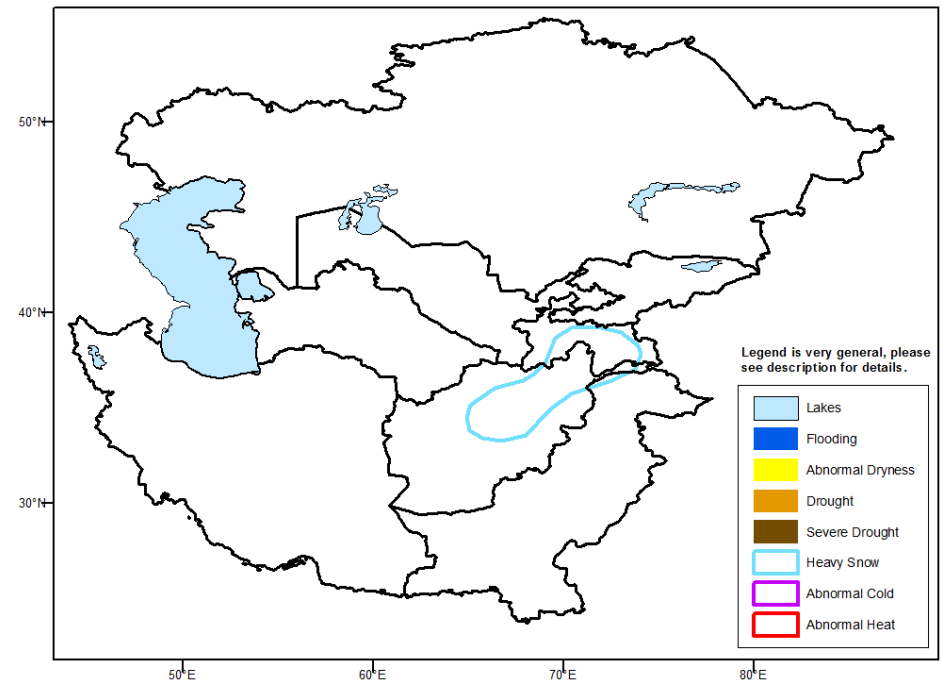 50°N
40°N
30°N
Legend is very general, please
see description for details.
Lakes
Flooding
Abnormal Dryness
Drought
Severe Drought
Heavy Snow
Abnormal Cold
Abnormal Heat
50°E
60°E
70°E
80°E